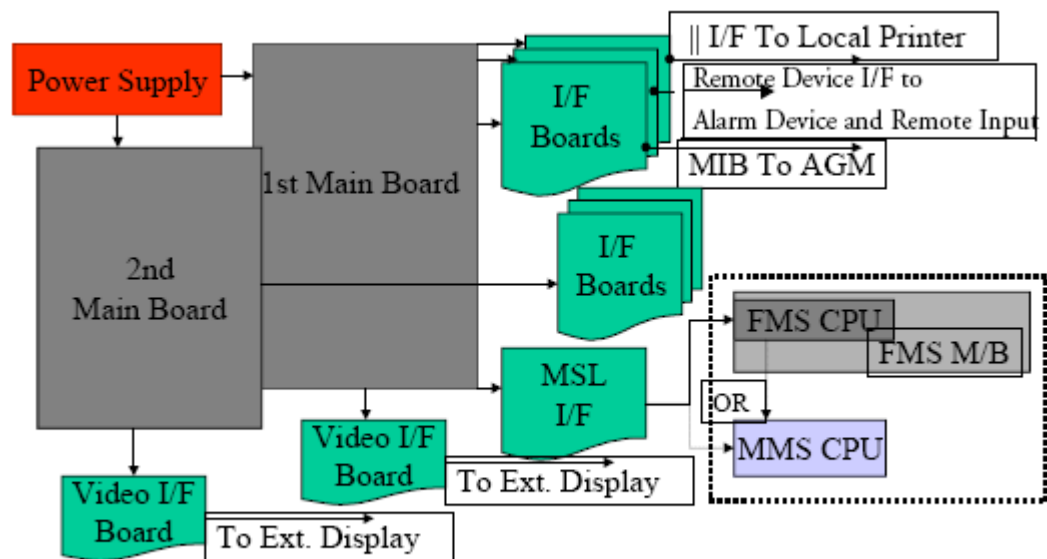 Power Supply
1st Main Board
2nd
Main Board
I/F
Boards
|| I/F To Local Printer
Remote Device I/F to
Alarm Device and Remote Input
MIB To AGM
I/F
Boards
MSL
I/F
FMS CPU
FMS M/B
OR
MMS CPU
Video I/F
Board
To Ext. Display
Video I/F
Board
To Ext. Display